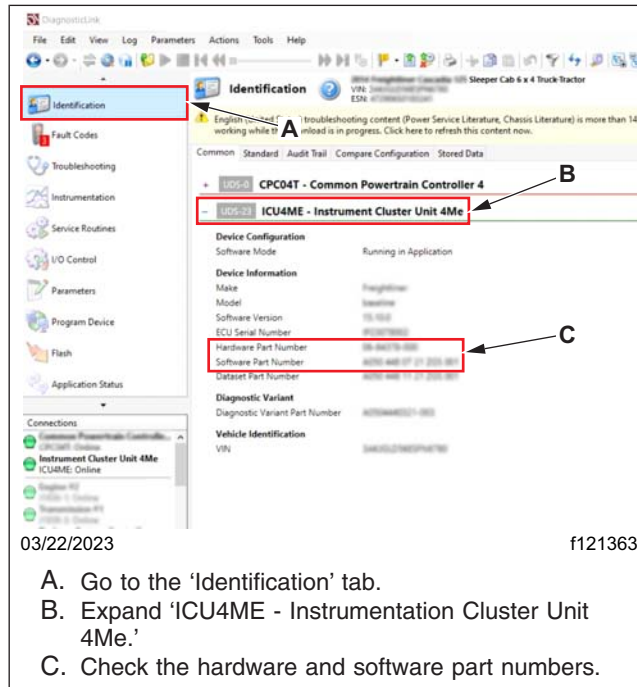 DiagnosticLink
File Edit View Log Parameters Actions Tools Help
Identification
Sleeper Cab 6 x 4 Truck-Tractor
VIN:
ESN:
English troubleshooting content (Power Service Literature, Chassis Literature) is more than 14
working while the download is in progress. Click here to refresh this content now.
Common Standard Audit Trail Compare Configuration Stored Data
Identification
Fault Codes
Troubleshooting
Instrumentation
Service Routines
I/O Control
Parameters
Program Device
Flash
Application Status
A
B
+ UDS-0 CPC04T - Common Powertrain Controller 4
- UDS-23 ICU4ME - Instrument Cluster Unit 4Me
Device Configuration
Software Mode Running in Application
Device Information
Make
Model
Software Version
ECU Serial Number
C
Hardware Part Number
Software Part Number
Dataset Part Number
Diagnostic Variant
Diagnostic Variant Part Number
Vehicle Identification
VIN
Connections
Instrument Cluster Unit 4Me
ICU4ME: Online
03/22/2023 f121363
A. Go to the 'Identification' tab.
B. Expand 'ICU4ME - Instrumentation Cluster Unit
4Me.'
C. Check the hardware and software part numbers.